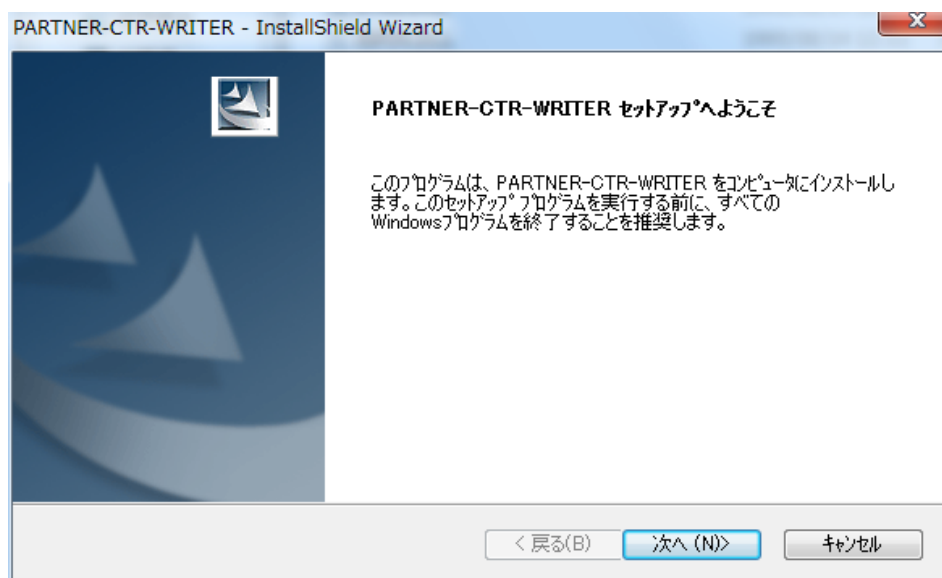 PARTNER-CTR-WRITER - InstallShield Wizard
PARTNER-CTR-WRITER ｾｯﾄｱｯﾌﾟへようこそ
このﾌﾟﾛｸﾞﾗﾑは、PARTNER-CTR-WRITER をｺﾝﾋﾟｭｰﾀにｲﾝｽﾄｰﾙし
ます。このｾｯﾄｱｯﾌﾟ ﾌﾟﾛｸﾞﾗﾑを実行する前に、すべての
Windowsﾌﾟﾛｸﾞﾗﾑを終了することを推奨します。
< 戻る(B)
次へ (N)>
ｷｬﾝｾﾙ